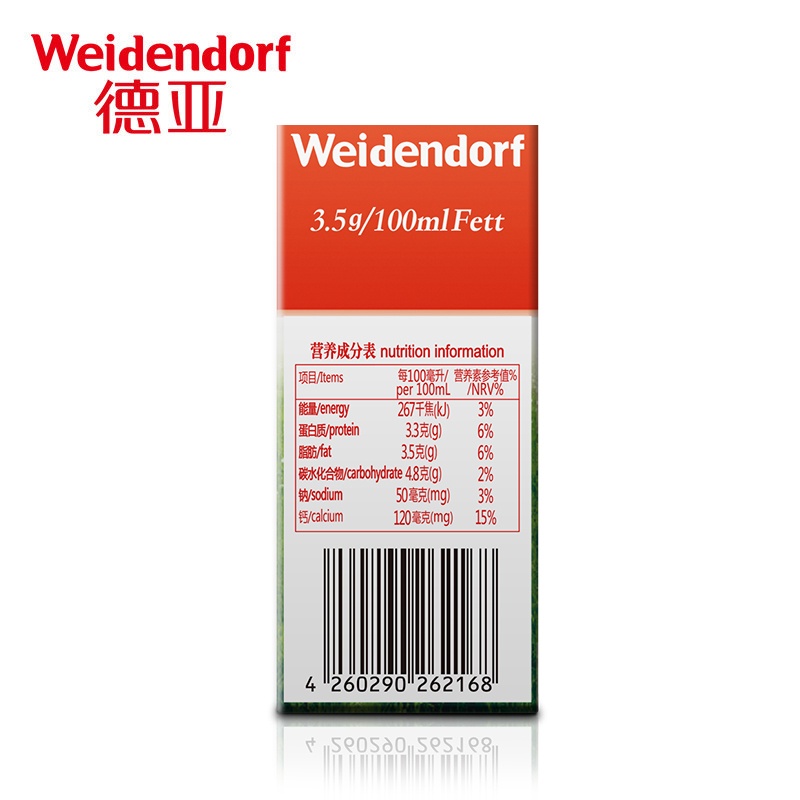 Weidendorf
德亚
Weidendorf
3.5g/100mlFett
营养成分表 nutrition information
项目/Items 每100毫升/per 100mL 营养素参考值%/NRV%
能量/energy 267千焦(kJ) 3%
蛋白质/protein 3.3克(g) 6%
脂肪/fat 3.5克(g) 6%
碳水化合物/carbohydrate 4.8克(g) 2%
钠/sodium 50毫克(mg) 3%
钙/calcium 120毫克(mg) 15%
4 260290 262168